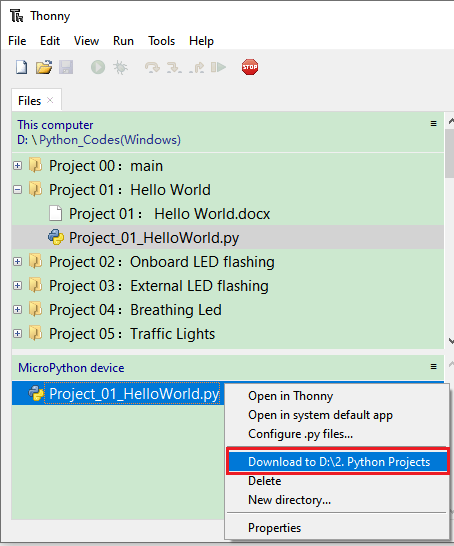 Thonny
File Edit View Run Tools Help
STOP
Files ×
This computer ≡
D: \ Python_Codes(Windows)
Project 00：main
Project 01：Hello World
Project 01： Hello World.docx
Project_01_HelloWorld.py
Project 02：Onboard LED flashing
Project 03：External LED flashing
Project 04：Breathing Led
Project 05：Traffic Lights
MicroPython device ≡
Project_01_HelloWorld.py
Open in Thonny
Open in system default app
Configure .py files...
Download to D:\2. Python Projects
Delete
New directory...
Properties